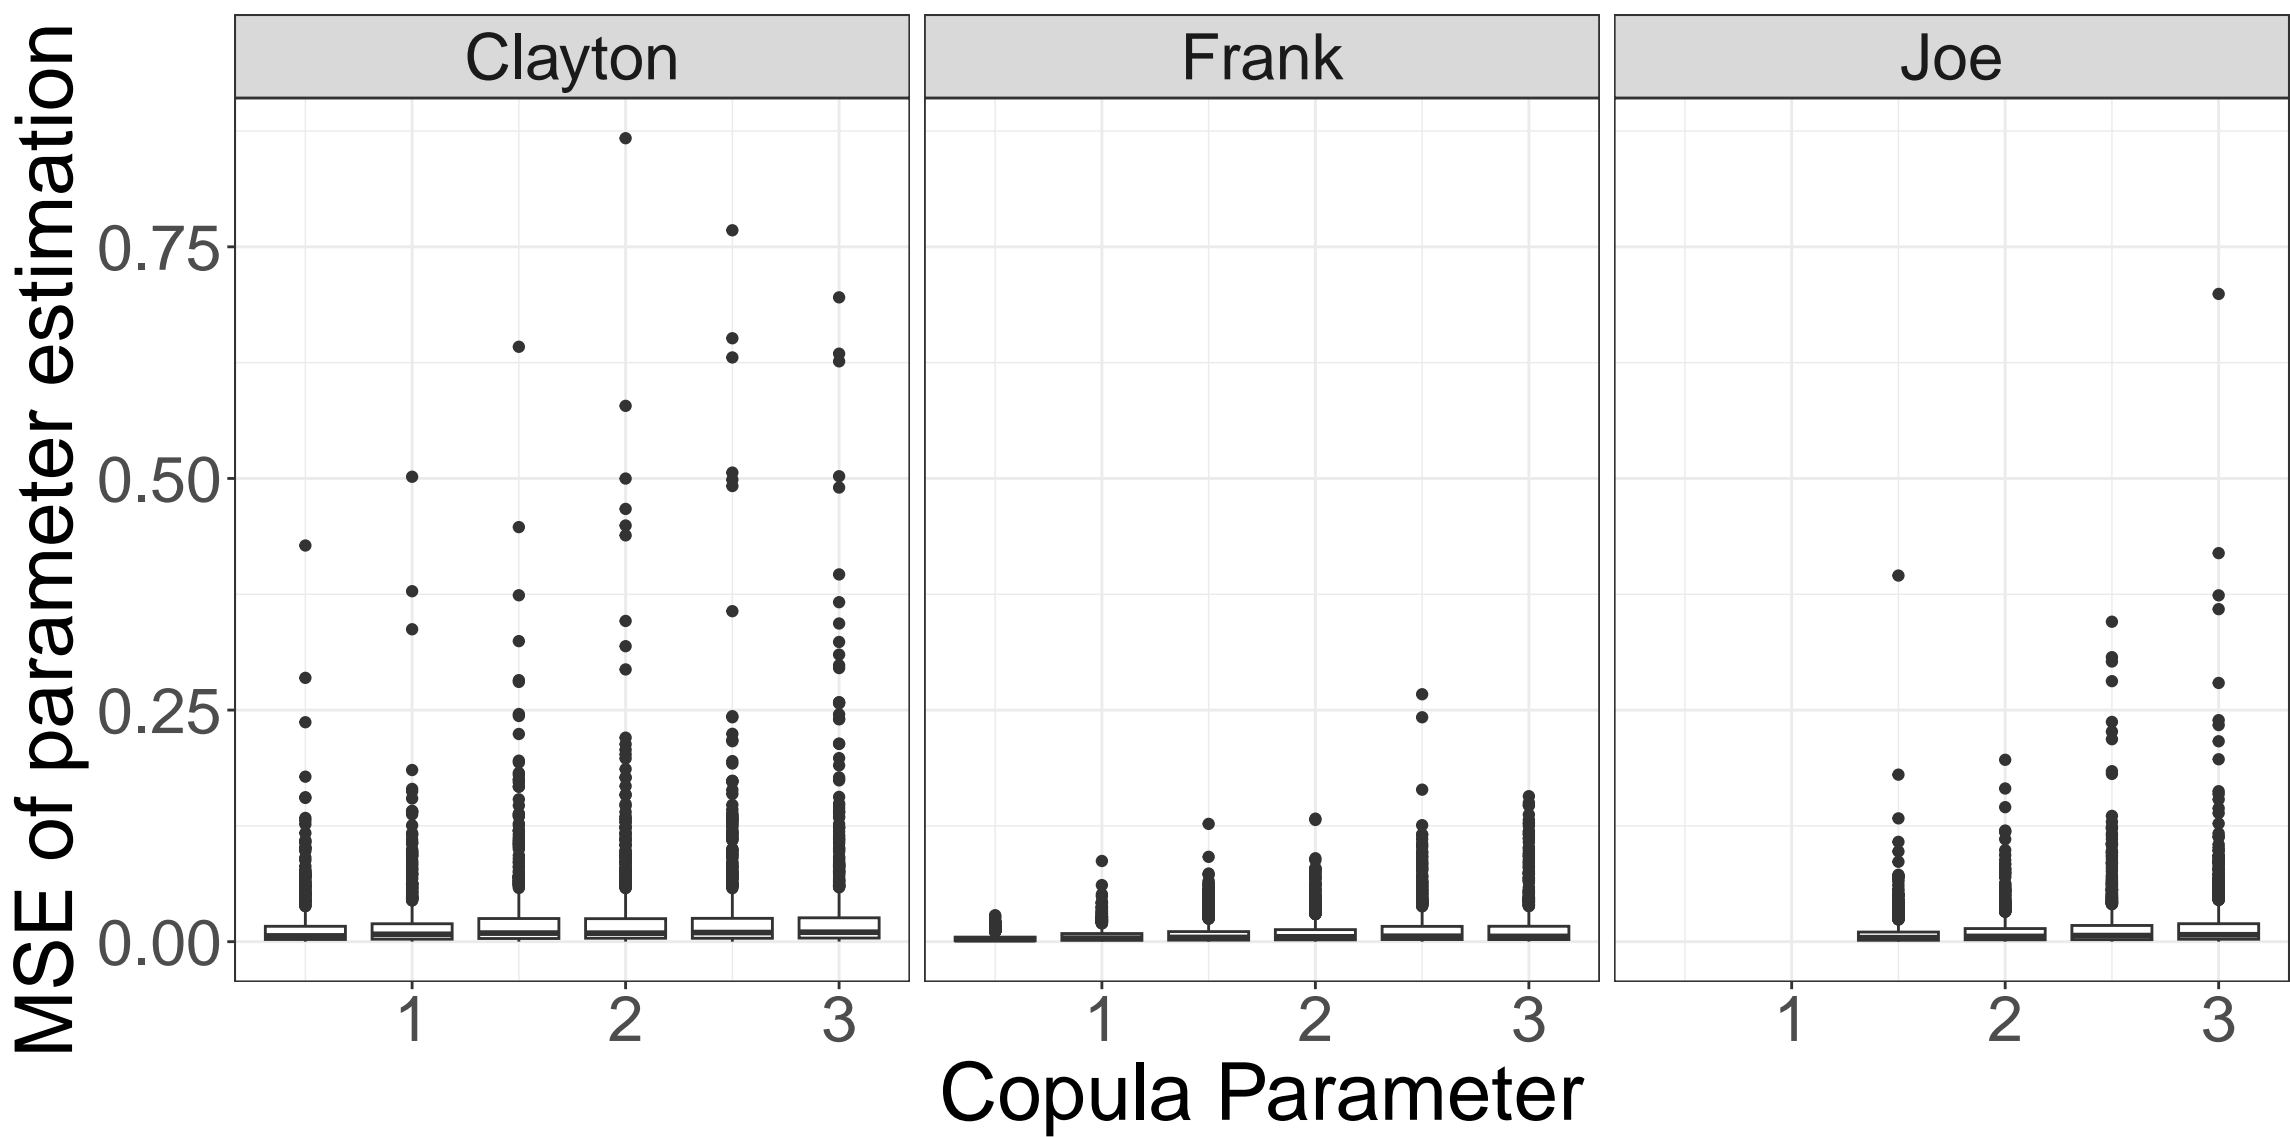 Clayton Frank Joe
MSE of parameter estimation
0.75
0.50
0.25
0.00
1 2 3 1 2 3 1 2 3
Copula Parameter